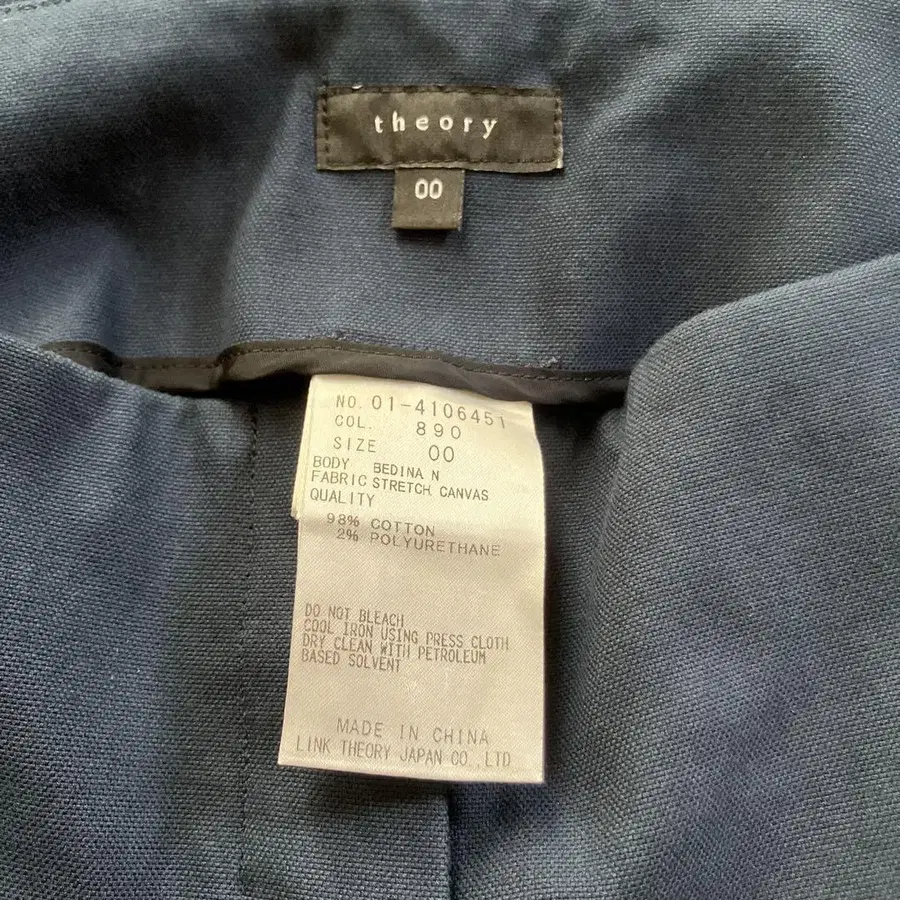 theory
00
NO. 01-4106451
COL. 890
SIZE 00
BODY BEDINA N
FABRIC STRETCH CANVAS
QUALITY
98% COTTON
2% POLYURETHANE
DO NOT BLEACH
COOL IRON USING PRESS CLOTH
DRY CLEAN WITH PETROLEUM
BASED SOLVENT
MADE IN CHINA
LINK THEORY JAPAN CO.,LTD